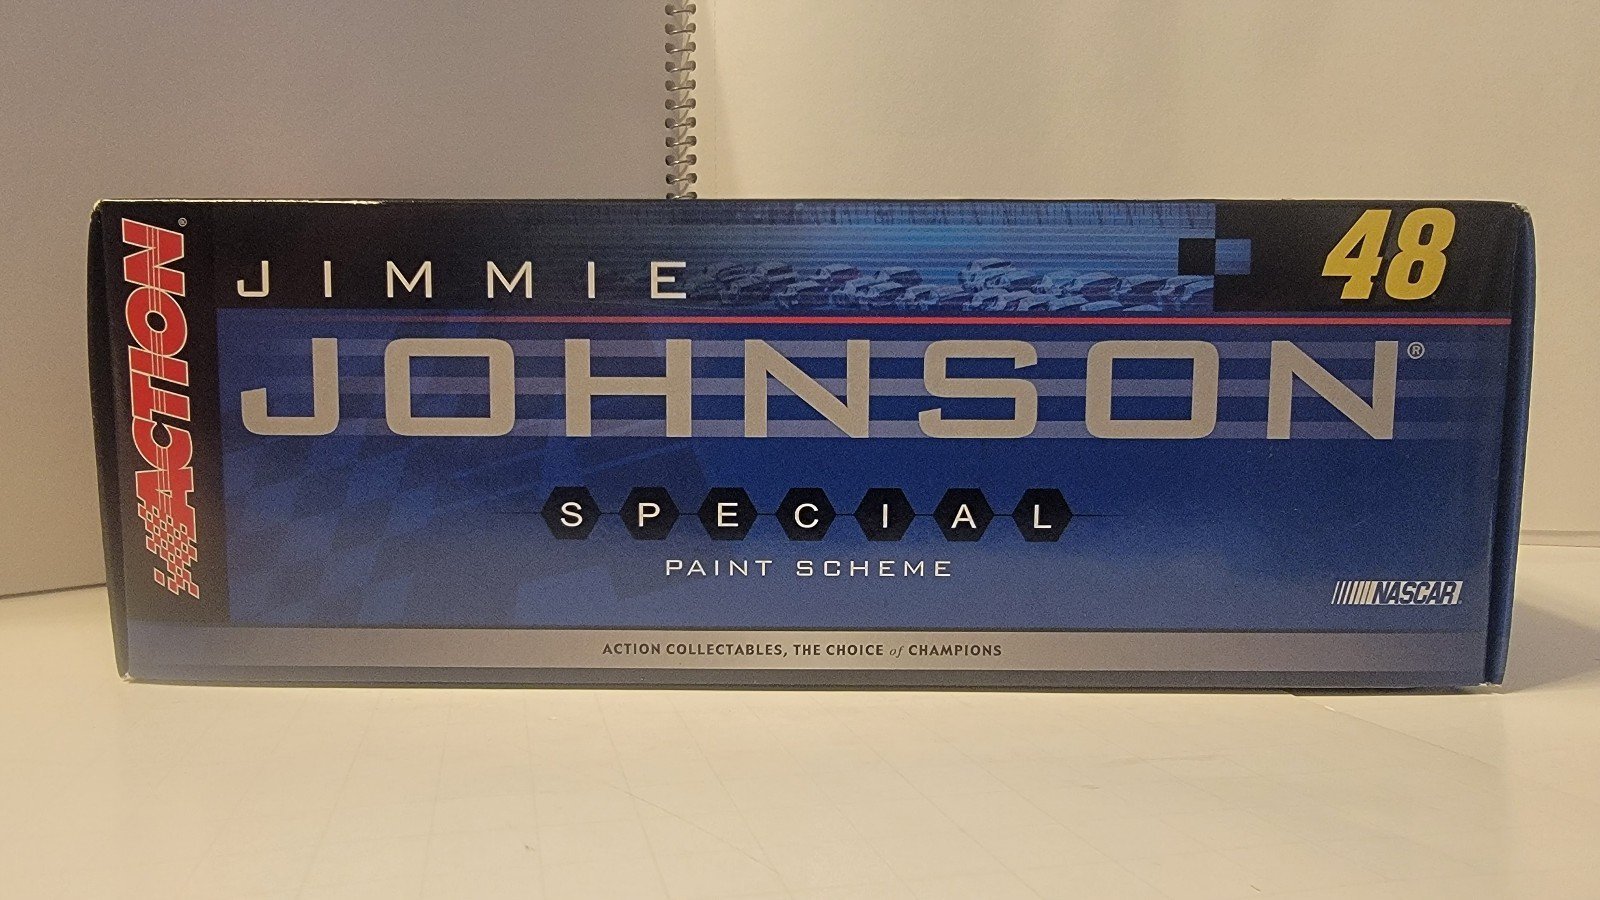 ACTION®
JIMMIE
48
JOHNSON®
SPECIAL
PAINT SCHEME
NASCAR.
ACTION COLLECTABLES, THE CHOICE of CHAMPIONS